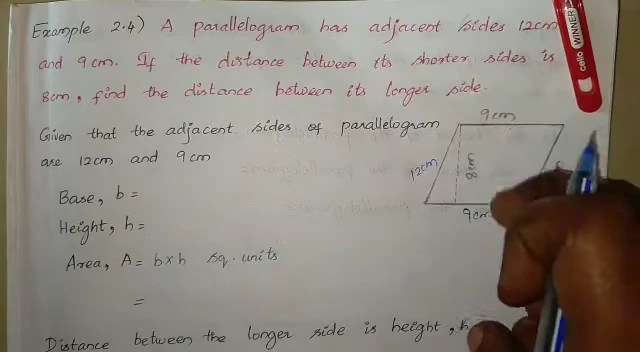 Example 2.4) A parallelogram has adjacent sides 12cm
and 9cm. If the distance between its shorter sides is
8cm, find the distance between its longer side.
Given that the adjacent sides of parallelogram
are 12cm and 9cm
9cm
12cm
8cm
9cm
Base, b =
Height, h =
Area, A = b x h sq. units
=
Distance between the longer side is height, h
cello WINNER